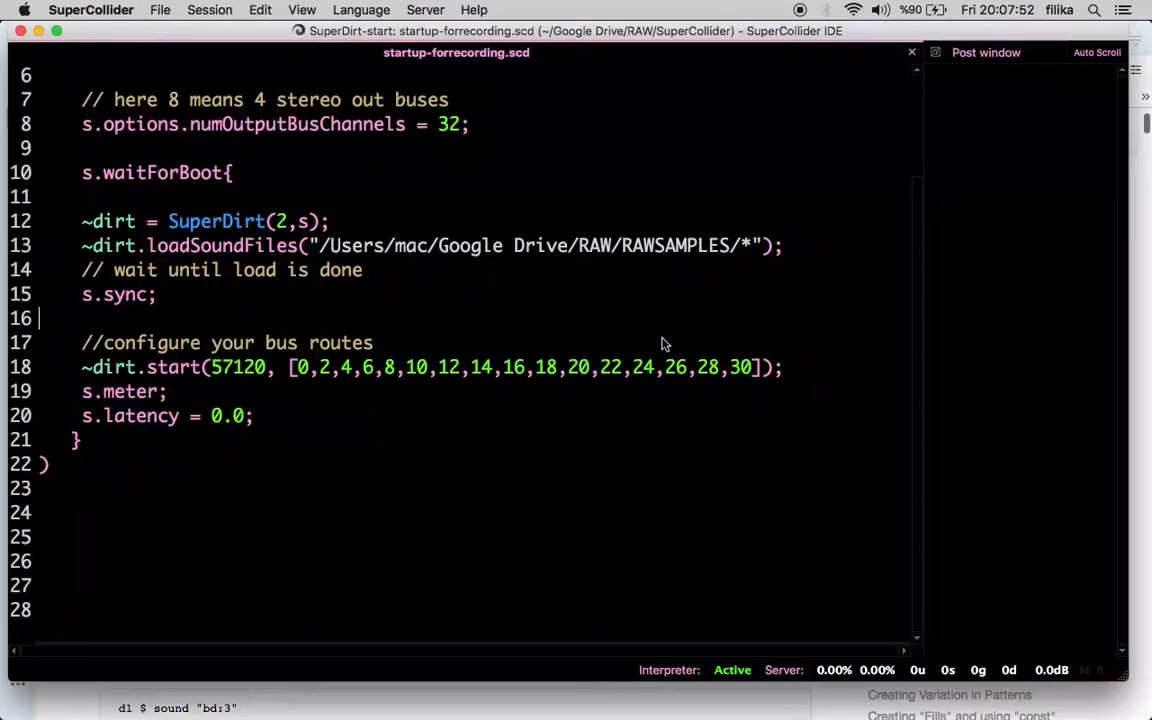 SuperCollider File Session Edit View Language Server Help %90 Fri 20:07:52 filika
SuperDirt-start: startup-forrecording.scd (~/Google Drive/RAW/SuperCollider) - SuperCollider IDE
startup-forrecording.scd
Post window Auto Scroll
6
7 // here 8 means 4 stereo out buses
8 s.options.numOutputBusChannels = 32;
9
10 s.waitForBoot{
11
12 ~dirt = SuperDirt(2,s);
13 ~dirt.loadSoundFiles("/Users/mac/Google Drive/RAW/RAWSAMPLES/*");
14 // wait until load is done
15 s.sync;
16
17 //configure your bus routes
18 ~dirt.start(57120, [0,2,4,6,8,10,12,14,16,18,20,22,24,26,28,30]);
19 s.meter;
20 s.latency = 0.0;
21 }
22 )
23
24
25
26
27
28
Interpreter: Active Server: 0.00% 0.00% 0u 0s 0g 0d 0.0dB M R
Creating Variation in Patterns
d1 $ sound "bd:3"
Creating "Fills" and using "const"